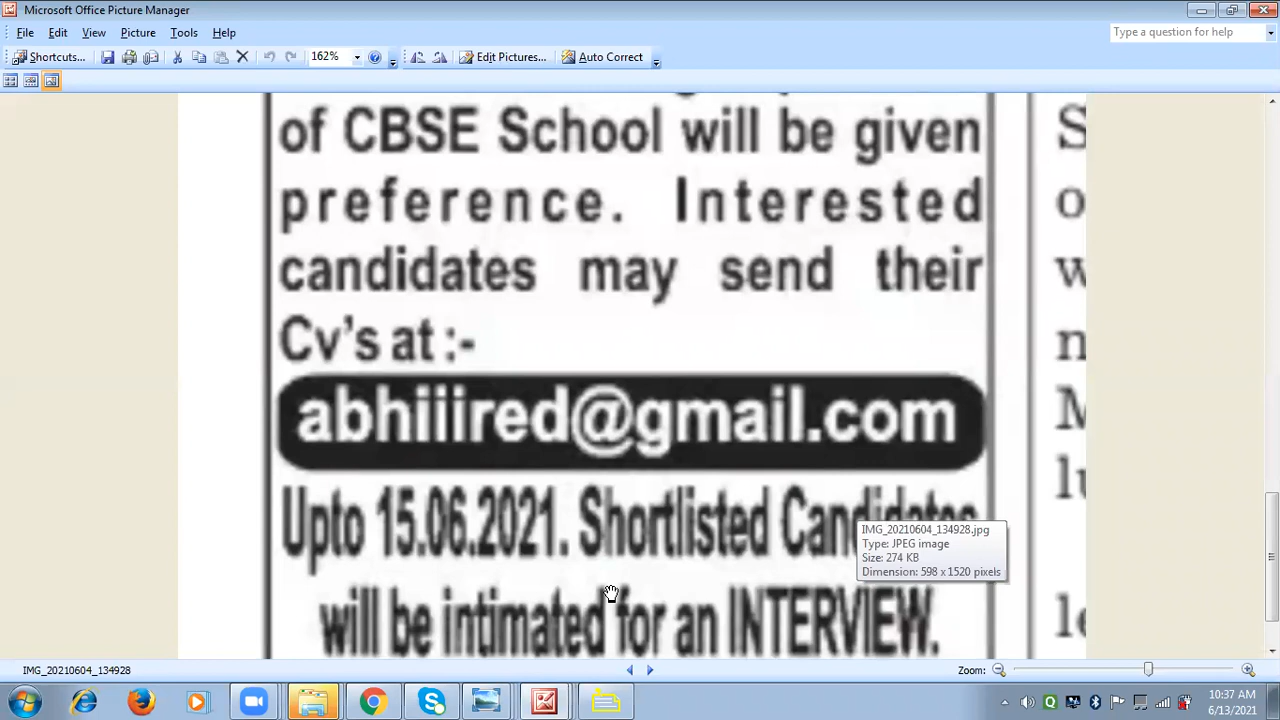 Microsoft Office Picture Manager
File Edit View Picture Tools Help
Type a question for help
Shortcuts... 162% Edit Pictures... Auto Correct
of CBSE School will be given
preference. Interested
candidates may send their
Cv's at :-
abhiiired@gmail.com
Upto 15.06.2021. Shortlisted Candidates
will be intimated for an INTERVIEW.
IMG_20210604_134928.jpg
Type: JPEG image
Size: 274 KB
Dimension: 598 x 1520 pixels
IMG_20210604_134928
Zoom:
10:37 AM
6/13/2021